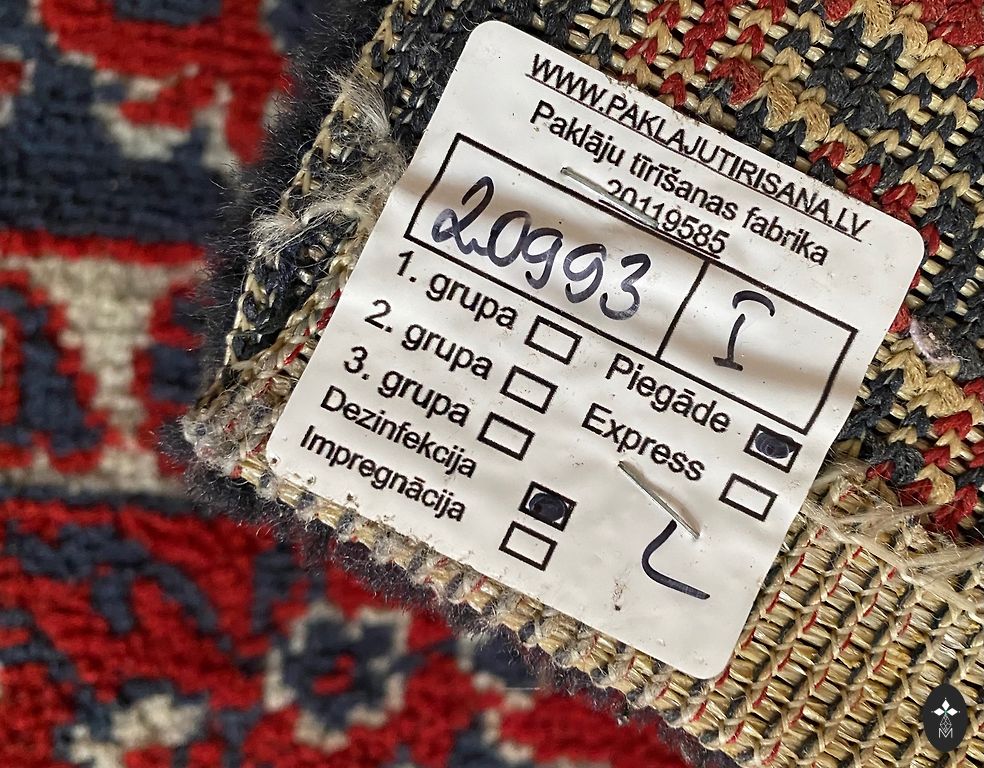 WWW.PAKLAJUTIRISANA.LV
Paklāju tīrīšanas fabrika
20119585
20993 I
1. grupa Piegāde
2. grupa Express
3. grupa
Dezinfekcija
Impregnācija
L
M